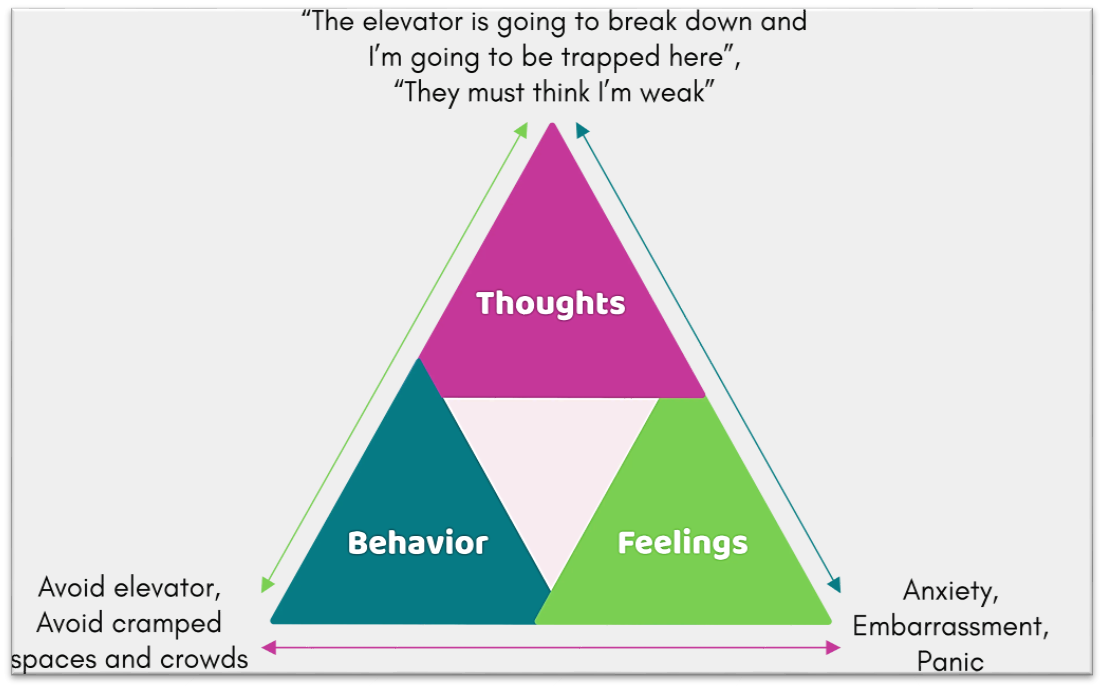 “The elevator is going to break down and
I’m going to be trapped here”,
“They must think I’m weak”
Thoughts
Behavior
Feelings
Avoid elevator,
Avoid cramped
spaces and crowds
Anxiety,
Embarrassment,
Panic